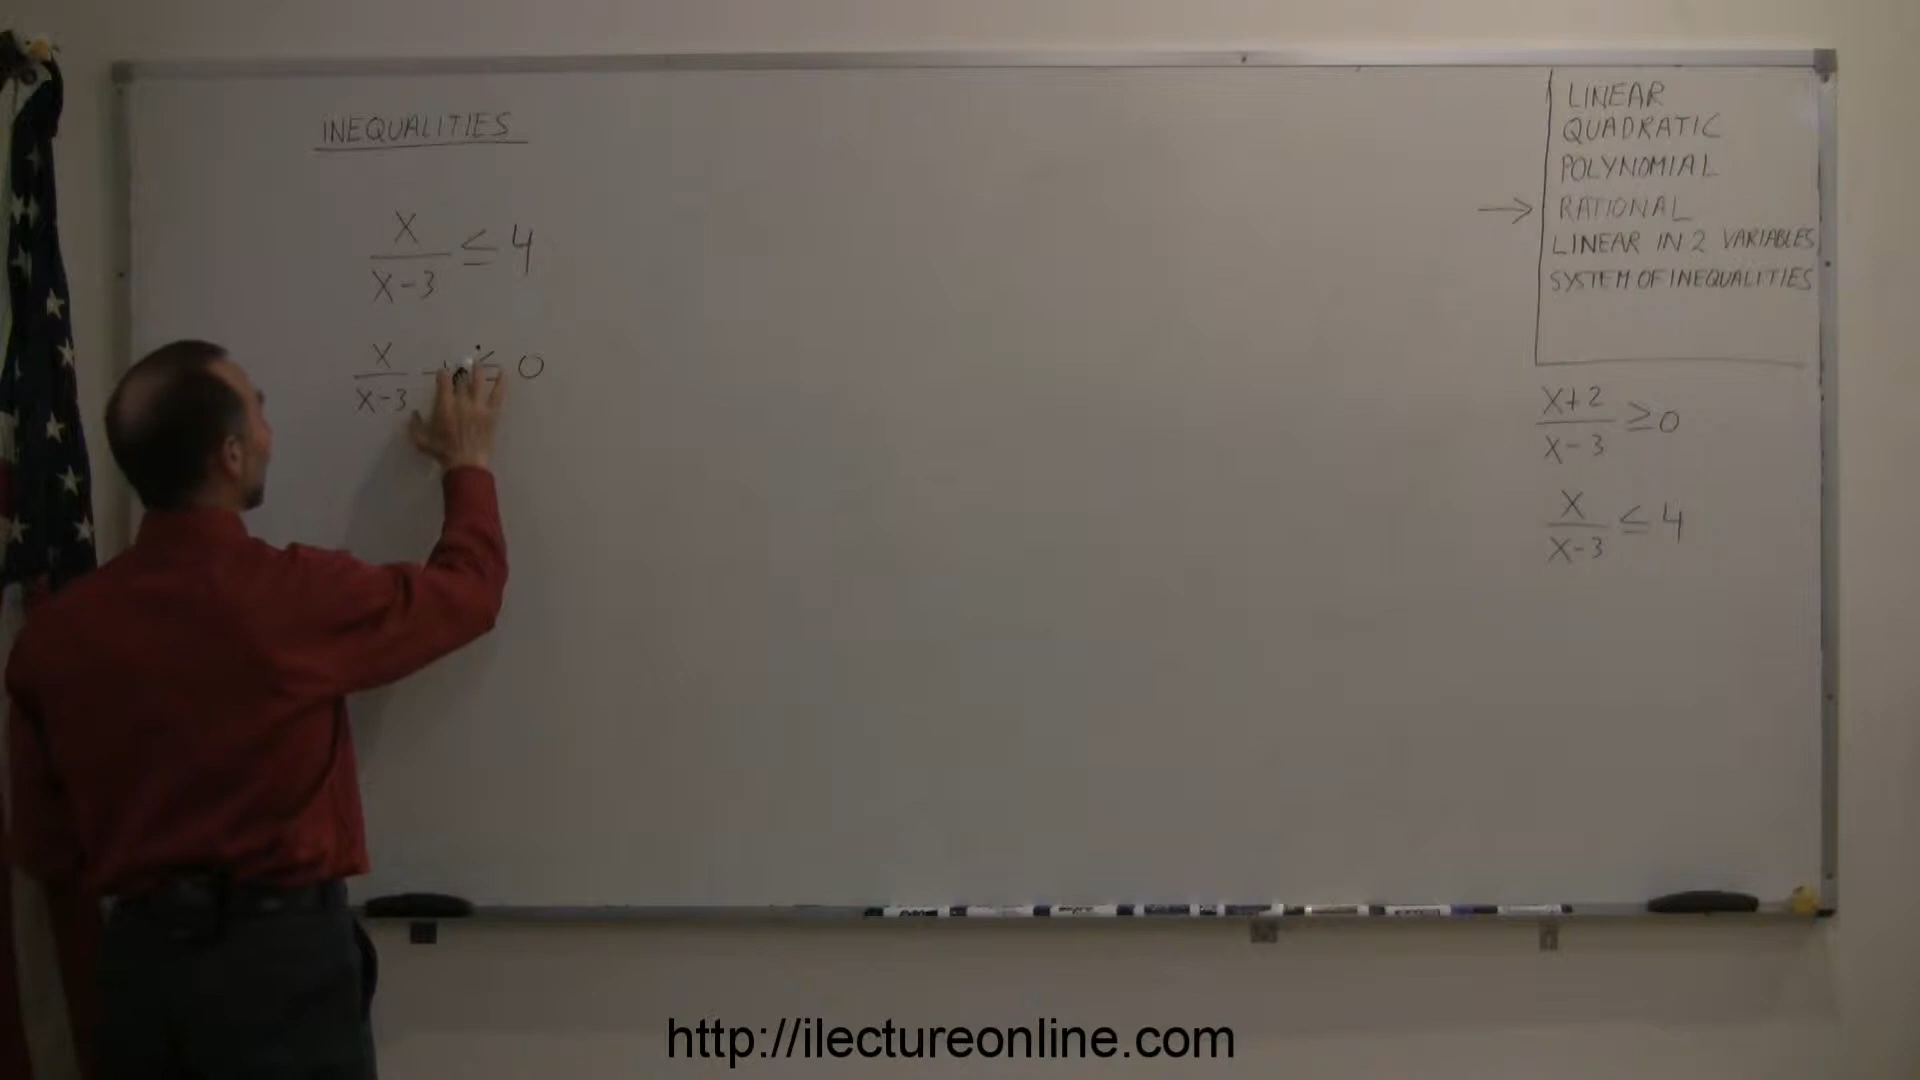 INEQUALITIES
X
X-3 ≤ 4
X
X-3 - ≤ 0
LINEAR
QUADRATIC
POLYNOMIAL
→ RATIONAL
LINEAR IN 2 VARIABLES
SYSTEM OF INEQUALITIES
X+2
X-3 ≥ 0
X
X-3 ≤ 4
http://ilectureonline.com